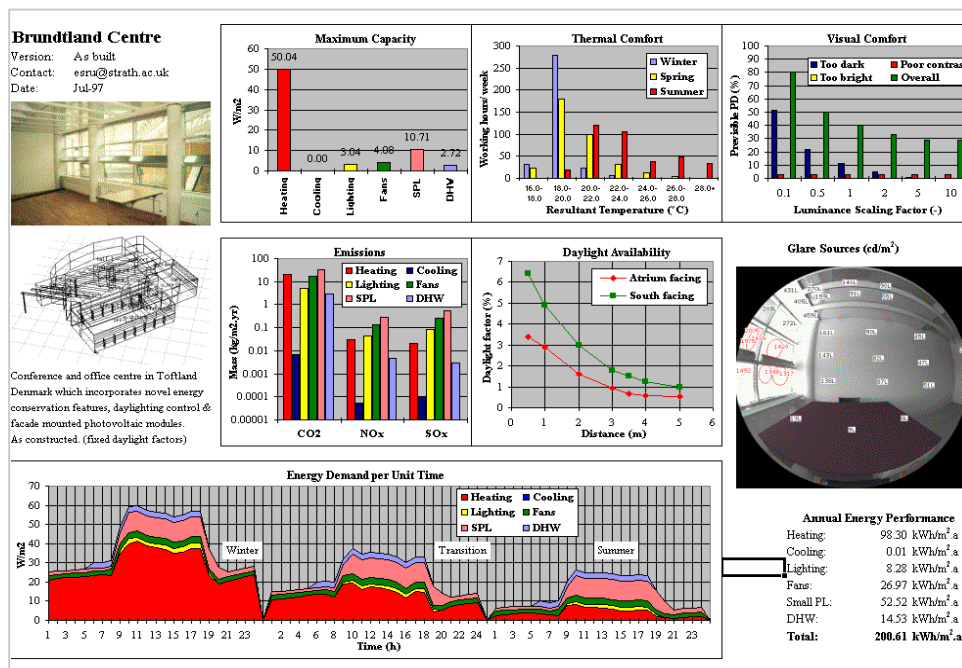 Brundtland Centre
Version: As built
Contact: esru@strath.ac.uk
Date: Jul-97
Conference and office centre in Toftland
Denmark which incorporates novel energy
conservation features, daylighting control &
facade mounted photovoltaic modules.
As constructed. (fixed daylight factors)
Maximum Capacity
W/m2
60
50
40
30
20
10
0
50.04
0.00
3.04
4.08
10.71
2.72
Heating
Cooling
Lighting
Fans
SPL
DHW
Thermal Comfort
Working hours/ week
300
250
200
150
100
50
0
Winter
Spring
Summer
16.0-18.0
18.0-20.0
20.0-22.0
22.0-24.0
24.0-26.0
26.0-28.0
28.0+
Resultant Temperature (°C)
Visual Comfort
Previsible PD (%)
100
90
80
70
60
50
40
30
20
10
0
Too dark Poor contras
Too bright Overall
0.1 0.5 1 2 5 10
Luminance Scaling Factor (-)
Emissions
Mass (kg/m2.yr)
100
10
1
0.1
0.01
0.001
0.0001
0.00001
Heating Cooling
Lighting Fans
SPL DHW
CO2 NOx SOx
Daylight Availability
Daylight factor (%)
7
6
5
4
3
2
1
0
Atrium facing
South facing
0 1 2 3 4 5 6
Distance (m)
Glare Sources (cd/m²)
Energy Demand per Unit Time
W/m2
70
60
50
40
30
20
10
0
Heating Cooling
Lighting Fans
SPL DHW
Winter
Transition
Summer
1 3 5 7 9 11 13 15 17 19 21 23 2 4 6 8 10 12 14 16 18 20 22 24 1 3 5 7 9 11 13 15 17 19 21 23
Time (h)
Annual Energy Performance
Heating: 98.30 kWh/m².a
Cooling: 0.01 kWh/m².a
Lighting: 8.28 kWh/m².a
Fans: 26.97 kWh/m².a
Small PL: 52.52 kWh/m².a
DHW: 14.53 kWh/m².a
Total: 200.61 kWh/m².a